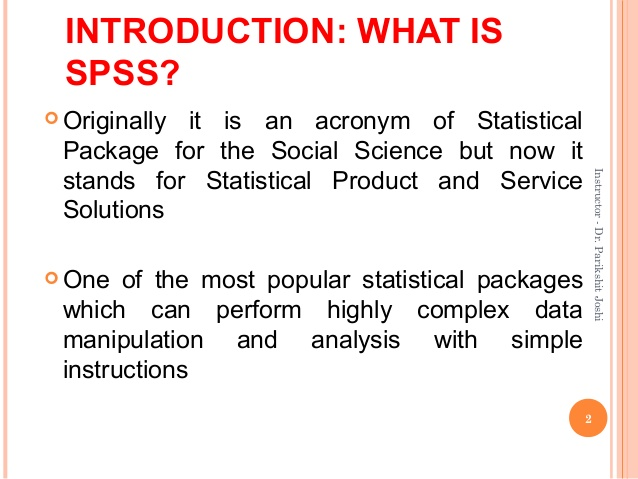 INTRODUCTION: WHAT IS
SPSS?
Originally it is an acronym of Statistical
Package for the Social Science but now it
stands for Statistical Product and Service
Solutions
One of the most popular statistical packages
which can perform highly complex data
manipulation and analysis with simple
instructions
Instructor - Dr. Parikshit Joshi
2